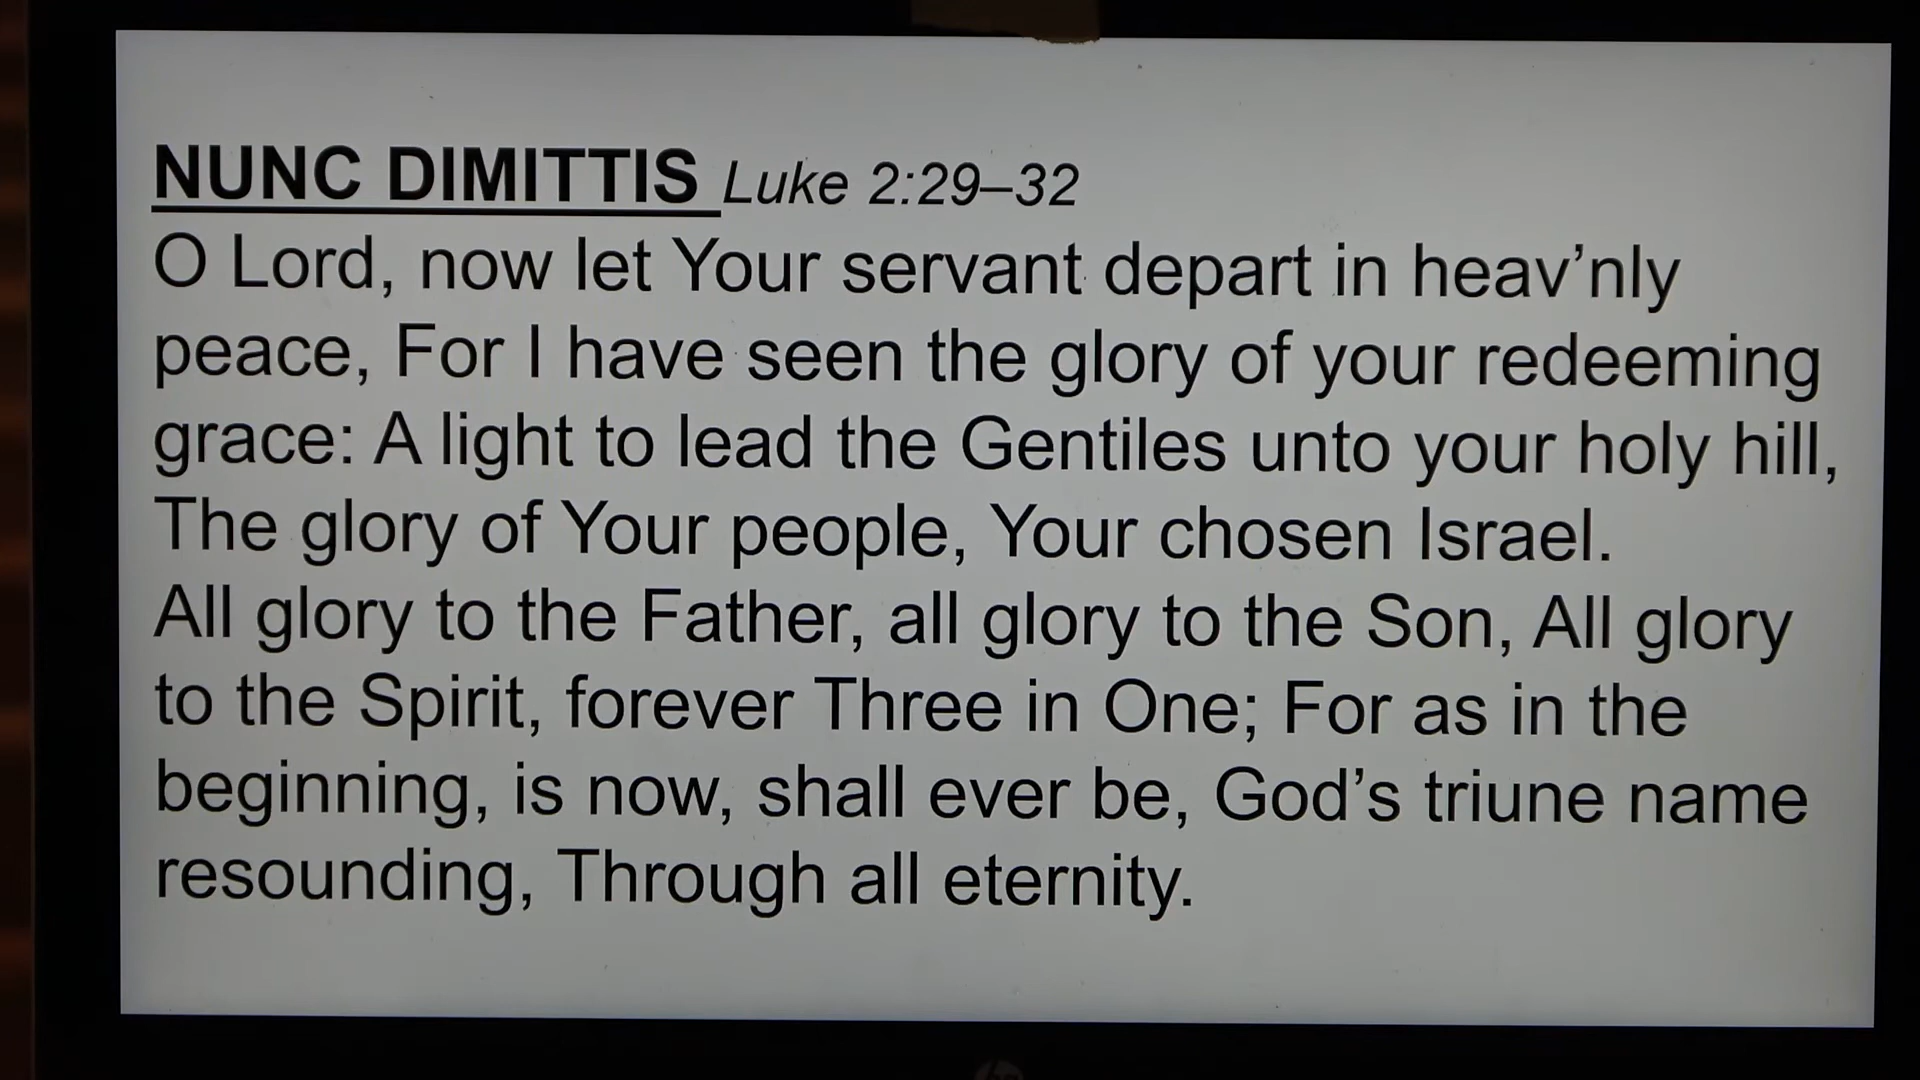 NUNC DIMITTIS Luke 2:29–32
O Lord, now let Your servant depart in heav’nly
peace, For I have seen the glory of your redeeming
grace: A light to lead the Gentiles unto your holy hill,
The glory of Your people, Your chosen Israel.
All glory to the Father, all glory to the Son, All glory
to the Spirit, forever Three in One; For as in the
beginning, is now, shall ever be, God’s triune name
resounding, Through all eternity.